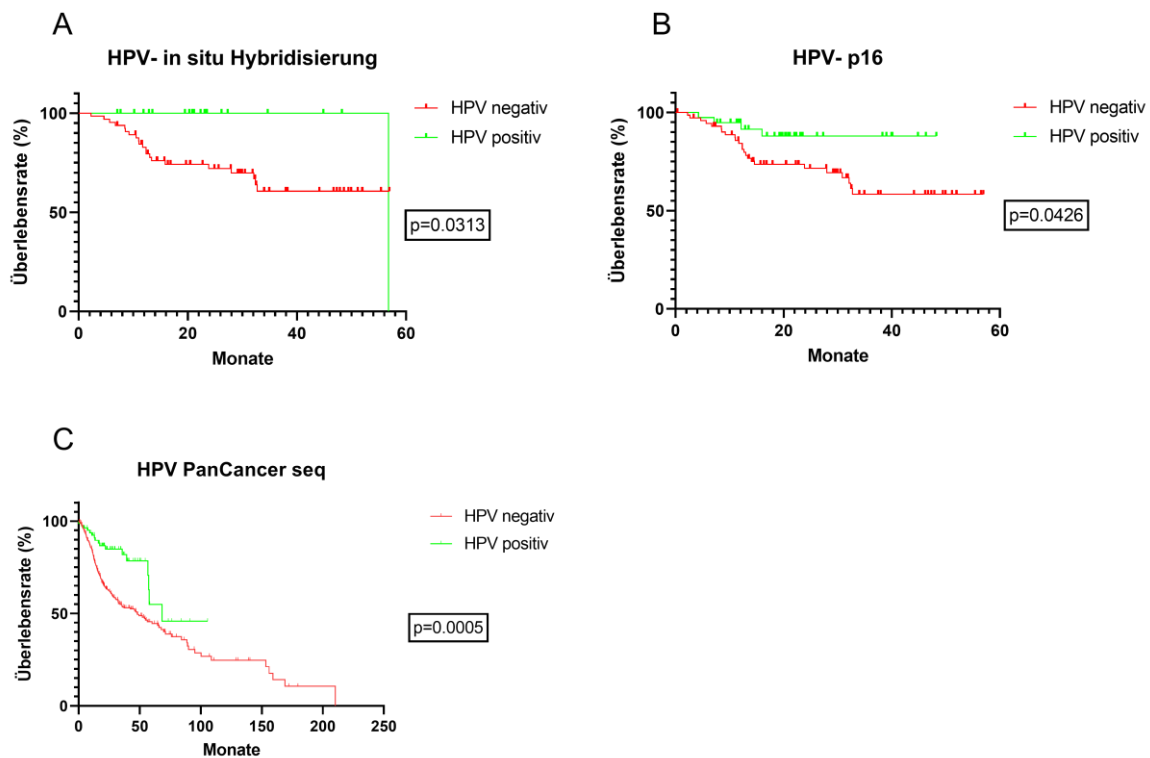 A
HPV- in situ Hybridisierung
Überlebensrate (%)
100
50
0
0 20 40 60
Monate
HPV negativ
HPV positiv
p=0.0313
B
HPV- p16
Überlebensrate (%)
100
50
0
0 20 40 60
Monate
HPV negativ
HPV positiv
p=0.0426
C
HPV PanCancer seq
Überlebensrate (%)
100
50
0
0 50 100 150 200 250
Monate
HPV negativ
HPV positiv
p=0.0005